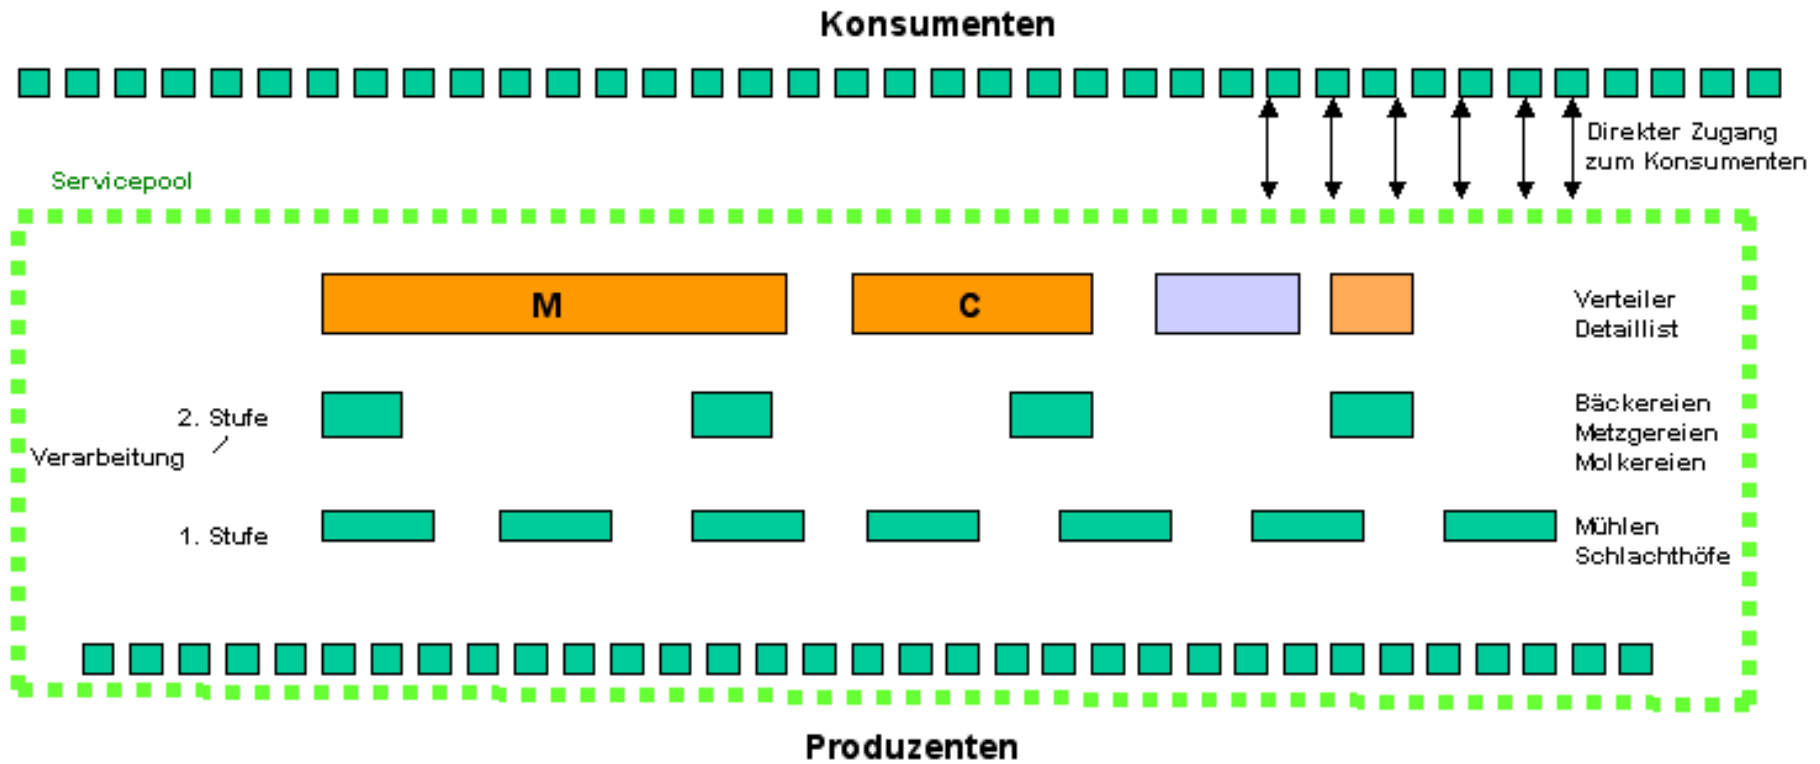 Konsumenten
Direkter Zugang
zum Konsumenten
Servicepool
M
C
Verteiler
Detaillist
2. Stufe
Verarbeitung
Bäckereien
Metzgereien
Molkereien
1. Stufe
Mühlen
Schlachthöfe
Produzenten